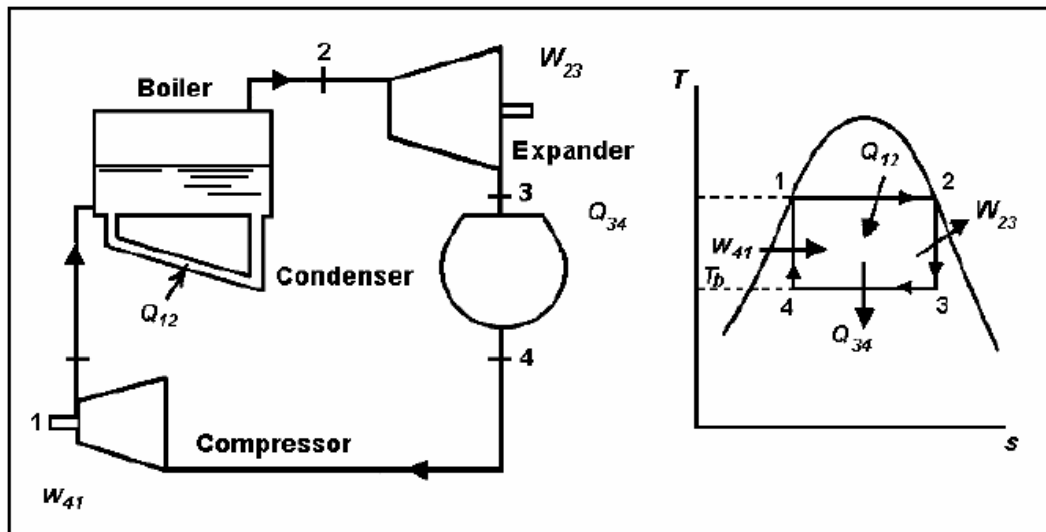 2
W23
Boiler
Expander
3
Q34
Condenser
Q12
4
1
Compressor
W41
T
Q12
1
2
W23
W41
Tb
4
3
Q34
s